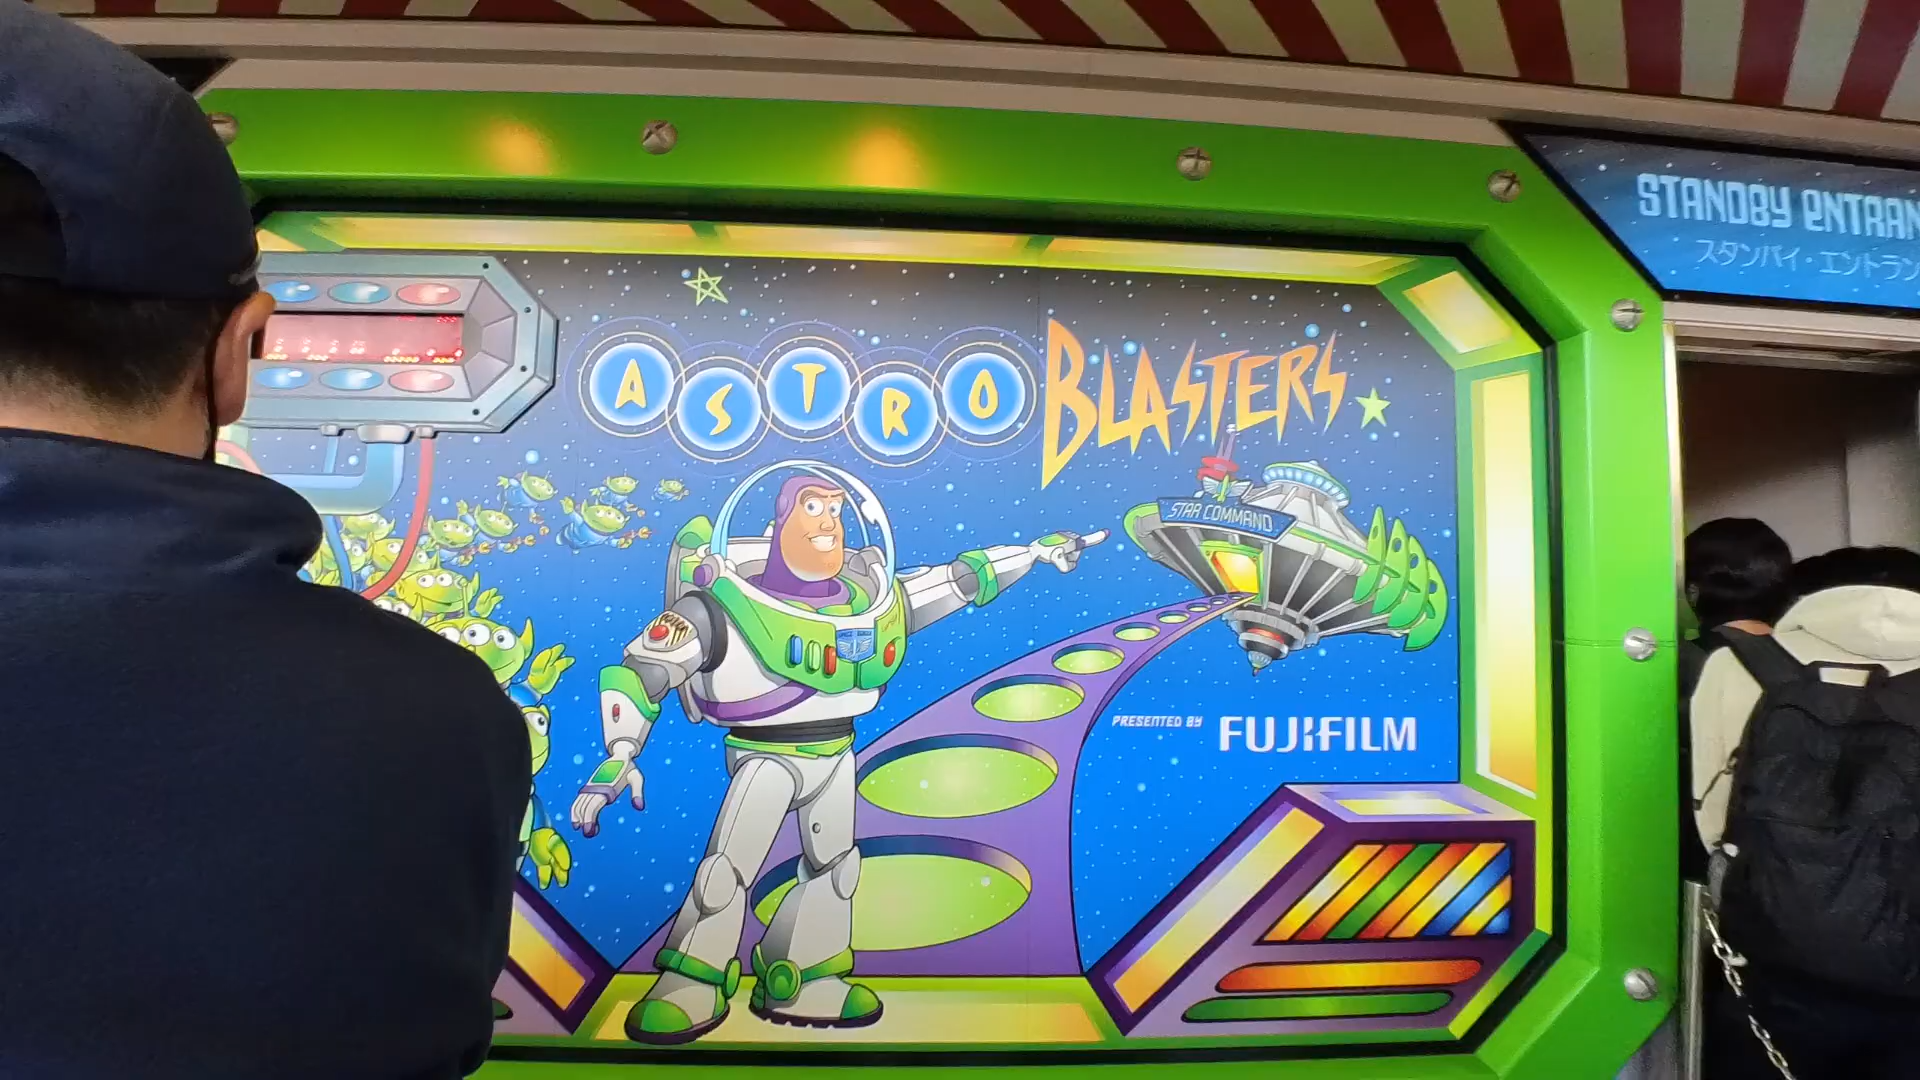 ASTRO BLASTERS
STANDBY ENTRAN
スタンバイ・エントラン
STAR COMMAND
PRESENTED BY FUJIFILM